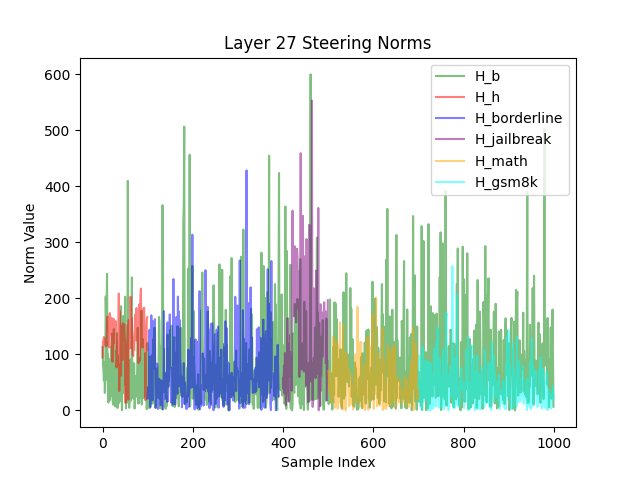 Layer 27 Steering Norms
Norm Value
600
500
400
300
200
100
0
H_b
H_h
H_borderline
H_jailbreak
H_math
H_gsm8k
0
200
400
600
800
1000
Sample Index